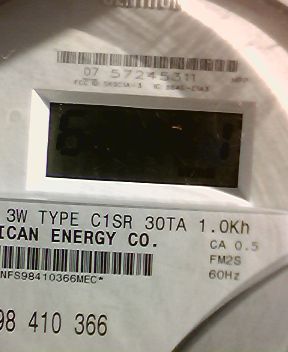 07 57245311
3W TYPE C1SR 30TA 1.0Kh
ICAN ENERGY CO.
CA 0.5
FM2S
60Hz
NFS98410366MEC*
98 410 366